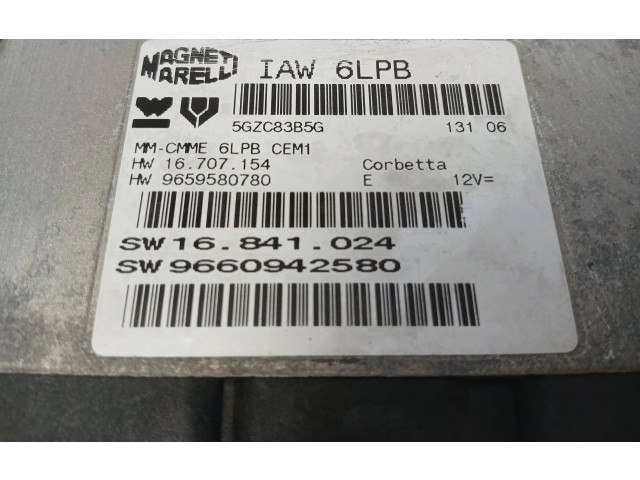 MAGNETI MARELLI IAW 6LPB
5GZC83B5G 131 06
MM-CMME 6LPB CEM1
HW 16.707.154 Corbetta
HW 9659580780 E 12V=
SW 16.841.024
SW 9660942580